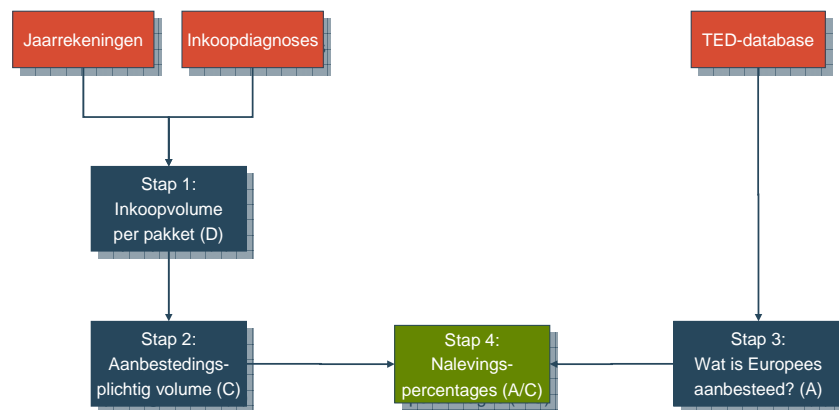 Jaarrekeningen
Inkoopdiagnoses
TED-database
Stap 1:
Inkoopvolume
per pakket (D)
Stap 2:
Aanbestedings-
plichtig volume (C)
Stap 4:
Nalevings-
percentages (A/C)
Stap 3:
Wat is Europees
aanbesteed? (A)